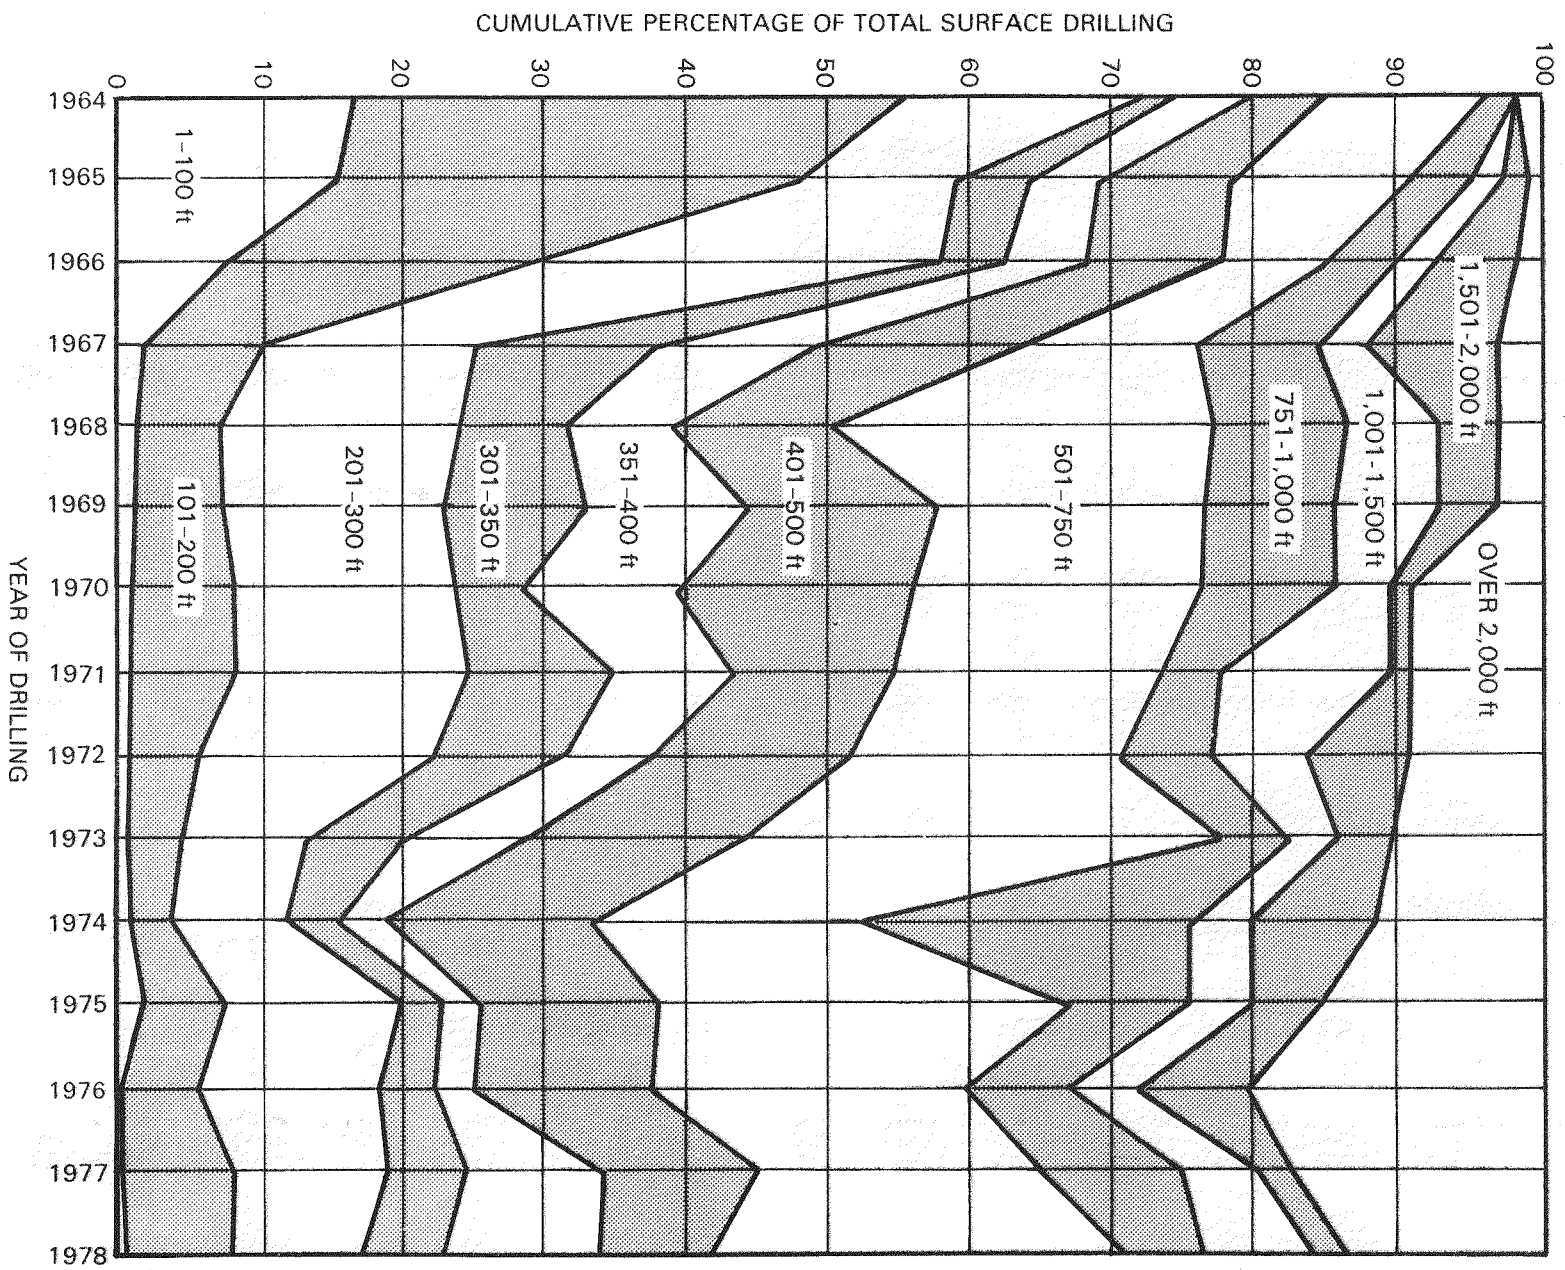 CUMULATIVE PERCENTAGE OF TOTAL SURFACE DRILLING
0
10
20
30
40
50
60
70
80
90
100
1964
1965
1966
1967
1968
1969
1970
1971
1972
1973
1974
1975
1976
1977
1978
YEAR OF DRILLING
1–100 ft
101–200 ft
201–300 ft
301–350 ft
351–400 ft
401–500 ft
501–750 ft
751-1,000 ft
1,001-1,500 ft
1,501-2,000 ft
OVER 2,000 ft